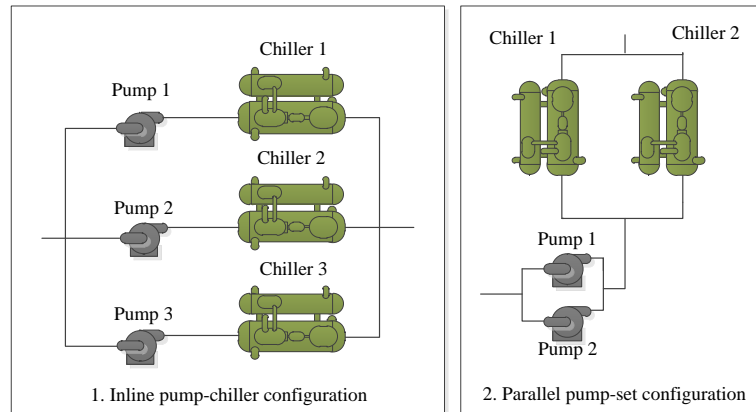 Chiller 1
Pump 1
Chiller 2
Pump 2
Chiller 3
Pump 3
1. Inline pump-chiller configuration
Chiller 1
Chiller 2
Pump 1
Pump 2
2. Parallel pump-set configuration